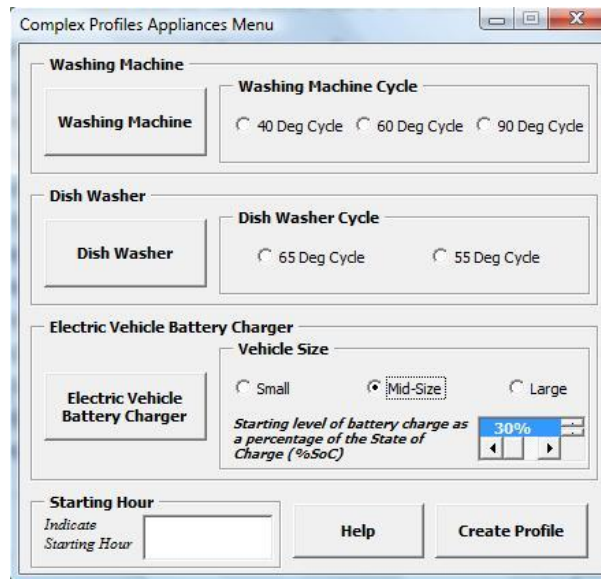 Complex Profiles Appliances Menu
Washing Machine
Washing Machine Cycle
Washing Machine
40 Deg Cycle 60 Deg Cycle 90 Deg Cycle
Dish Washer
Dish Washer Cycle
Dish Washer
65 Deg Cycle 55 Deg Cycle
Electric Vehicle Battery Charger
Vehicle Size
Small Mid-Size Large
Electric Vehicle
Battery Charger
Starting level of battery charge as
a percentage of the State of
Charge (%SoC)
30%
Starting Hour
Indicate
Starting Hour
Help
Create Profile